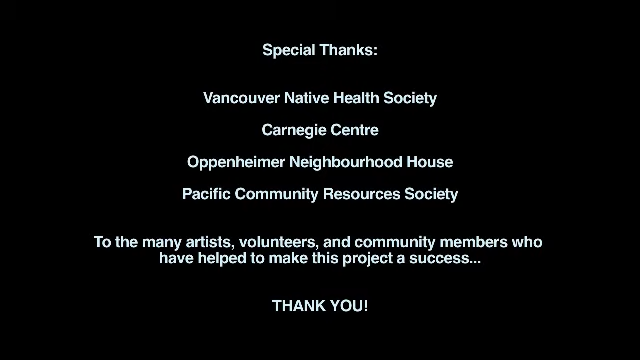 Special Thanks:
Vancouver Native Health Society
Carnegie Centre
Oppenheimer Neighbourhood House
Pacific Community Resources Society
To the many artists, volunteers, and community members who
have helped to make this project a success...
THANK YOU!